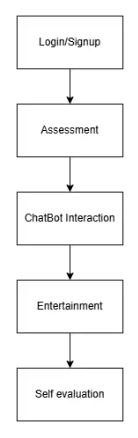 Login/Signup
Assessment
ChatBot Interaction
Entertainment
Self evaluation